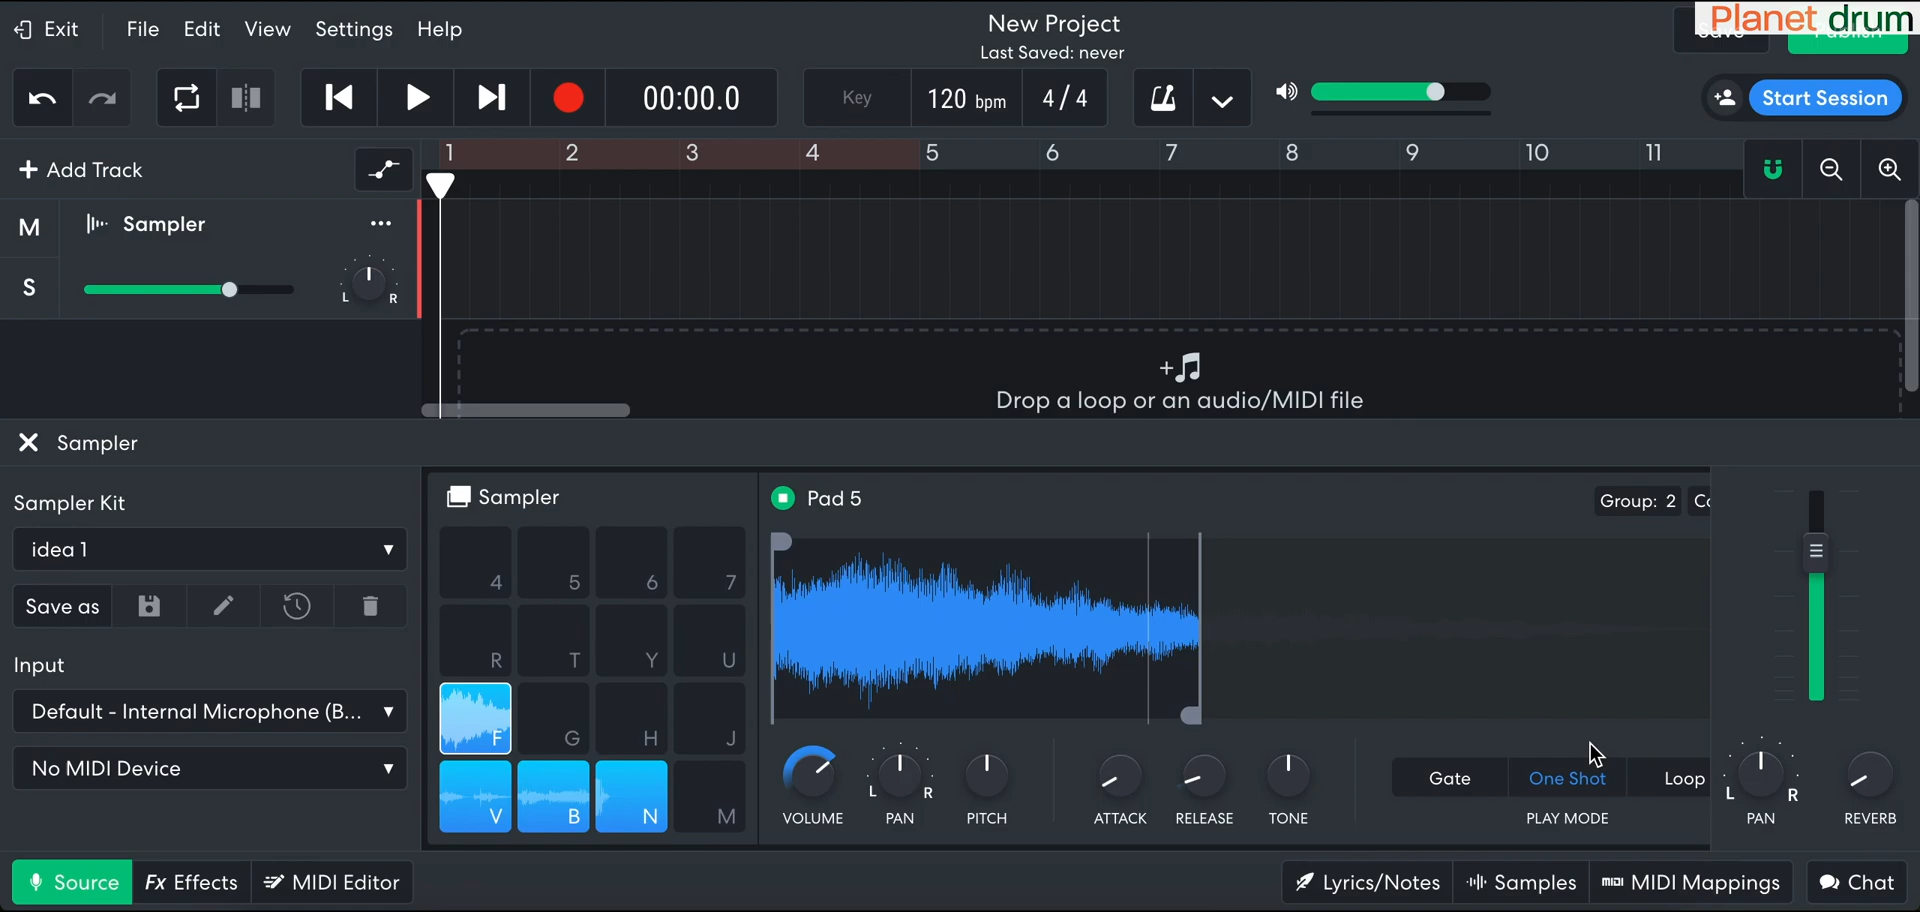 Exit File Edit View Settings Help
New Project
Last Saved: never
Planet drum
00:00.0 Key 120 bpm 4/4 Start Session
Add Track
1 2 3 4 5 6 7 8 9 10 11
M Sampler
S L R
Drop a loop or an audio/MIDI file
Sampler
Sampler Kit
idea 1
Save as
Input
Default - Internal Microphone (B...
No MIDI Device
Sampler
4 5 6 7
R T Y U
F G H J
V B N M
Pad 5 Group: 2
L R
VOLUME PAN PITCH ATTACK RELEASE TONE
Gate One Shot Loop
PLAY MODE
L R
PAN REVERB
Source Fx Effects MIDI Editor
Lyrics/Notes Samples MIDI MIDI Mappings Chat